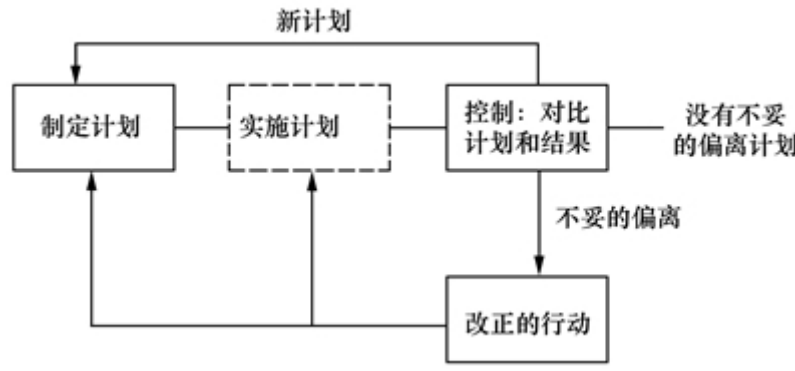 新计划
制定计划
实施计划
控制：对比
计划和结果
没有不妥
的偏离计划
不妥的偏离
改正的行动